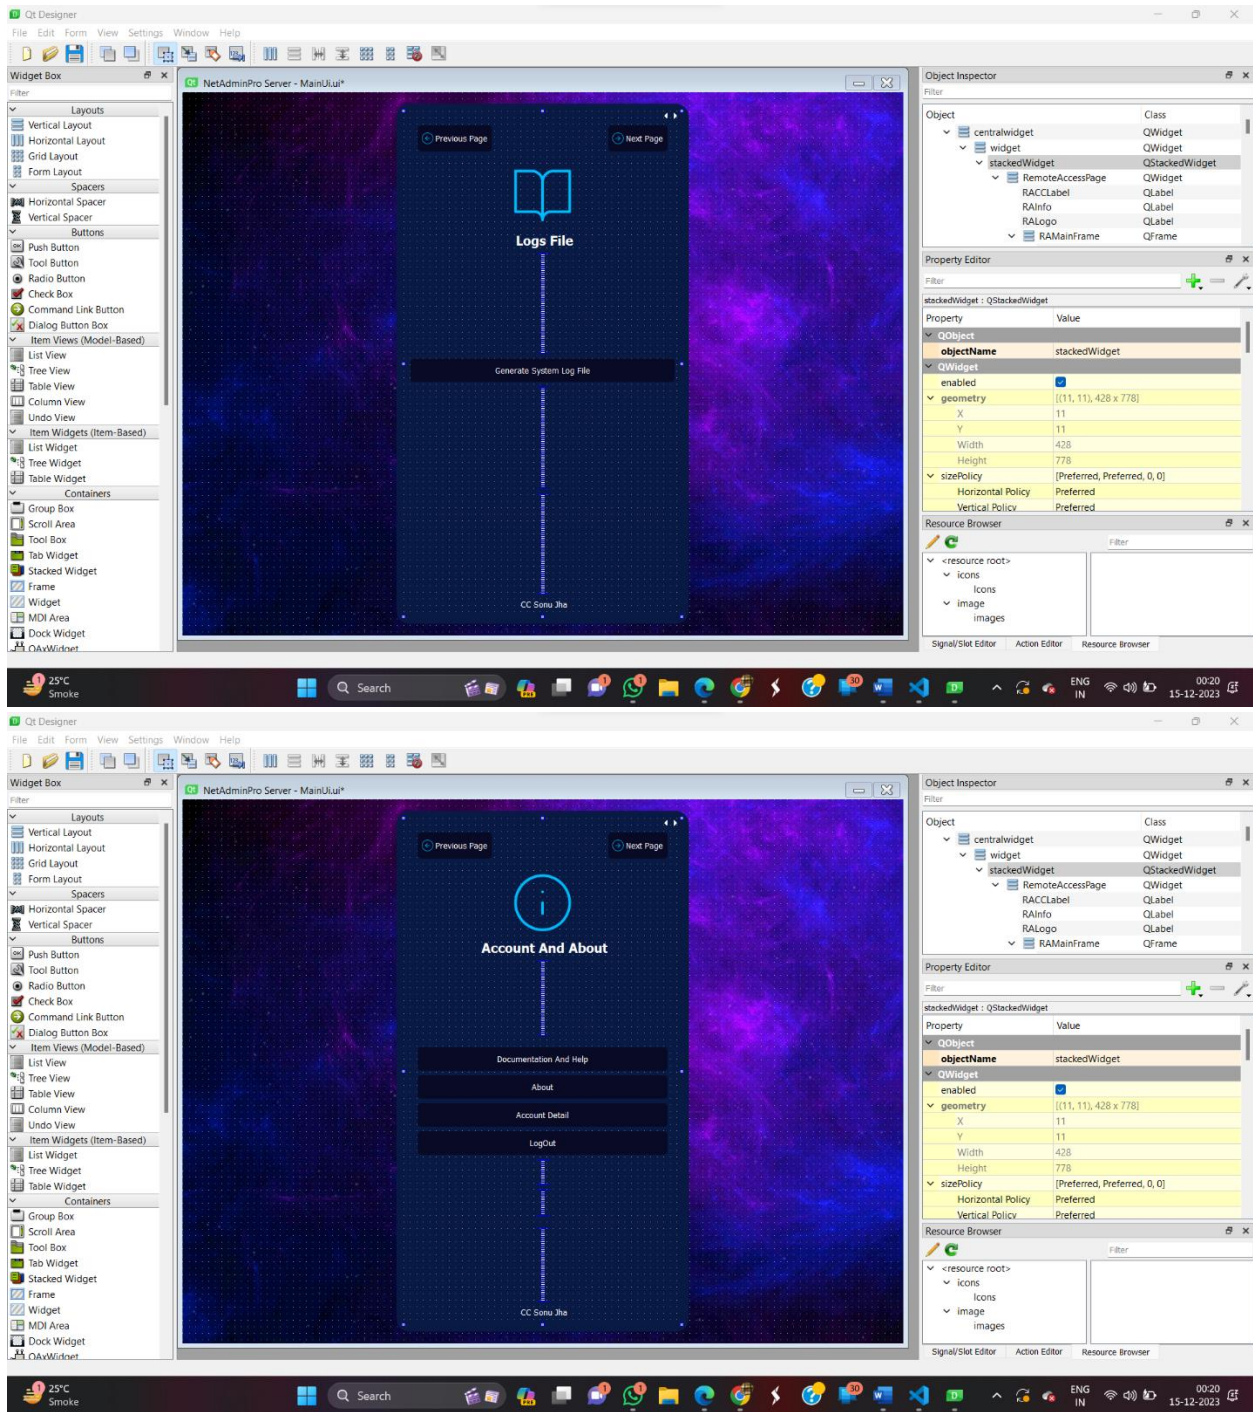 Qt Designer
File Edit Form View Settings Window Help
Widget Box
Filter
Layouts
Vertical Layout
Horizontal Layout
Grid Layout
Form Layout
Spacers
Horizontal Spacer
Vertical Spacer
Buttons
Push Button
Tool Button
Radio Button
Check Box
Command Link Button
Dialog Button Box
Item Views (Model-Based)
List View
Tree View
Table View
Column View
Undo View
Item Widgets (Item-Based)
List Widget
Tree Widget
Table Widget
Containers
Group Box
Scroll Area
Tool Box
Tab Widget
Stacked Widget
Frame
Widget
MDI Area
Dock Widget
QAxWidget
NetAdminPro Server - MainUi.ui*
Previous Page
Next Page
Logs File
Generate System Log File
CC Sonu Jha
Object Inspector
Filter
Object Class
centralwidget QWidget
widget QWidget
stackedWidget QStackedWidget
RemoteAccessPage QWidget
RACCLabel QLabel
RAInfo QLabel
RALogo QLabel
RAMainFrame QFrame
Property Editor
Filter
stackedWidget : QStackedWidget
Property Value
QObject
objectName stackedWidget
QWidget
enabled
geometry [(11, 11), 428 x 778]
X 11
Y 11
Width 428
Height 778
sizePolicy [Preferred, Preferred, 0, 0]
Horizontal Policy Preferred
Vertical Policy Preferred
Resource Browser
Filter
<resource root>
icons
Icons
image
images
Signal/Slot Editor Action Editor Resource Browser
1
25°C
Smoke
Search
1
1
30
ENG
IN
00:20
15-12-2023
Qt Designer
File Edit Form View Settings Window Help
Widget Box
Filter
Layouts
Vertical Layout
Horizontal Layout
Grid Layout
Form Layout
Spacers
Horizontal Spacer
Vertical Spacer
Buttons
Push Button
Tool Button
Radio Button
Check Box
Command Link Button
Dialog Button Box
Item Views (Model-Based)
List View
Tree View
Table View
Column View
Undo View
Item Widgets (Item-Based)
List Widget
Tree Widget
Table Widget
Containers
Group Box
Scroll Area
Tool Box
Tab Widget
Stacked Widget
Frame
Widget
MDI Area
Dock Widget
QAxWidget
NetAdminPro Server - MainUi.ui*
Previous Page
Next Page
Account And About
Documentation And Help
About
Account Detail
LogOut
CC Sonu Jha
Object Inspector
Filter
Object Class
centralwidget QWidget
widget QWidget
stackedWidget QStackedWidget
RemoteAccessPage QWidget
RACCLabel QLabel
RAInfo QLabel
RALogo QLabel
RAMainFrame QFrame
Property Editor
Filter
stackedWidget : QStackedWidget
Property Value
QObject
objectName stackedWidget
QWidget
enabled
geometry [(11, 11), 428 x 778]
X 11
Y 11
Width 428
Height 778
sizePolicy [Preferred, Preferred, 0, 0]
Horizontal Policy Preferred
Vertical Policy Preferred
Resource Browser
Filter
<resource root>
icons
Icons
image
images
Signal/Slot Editor Action Editor Resource Browser
1
25°C
Smoke
Search
1
1
30
ENG
IN
00:20
15-12-2023